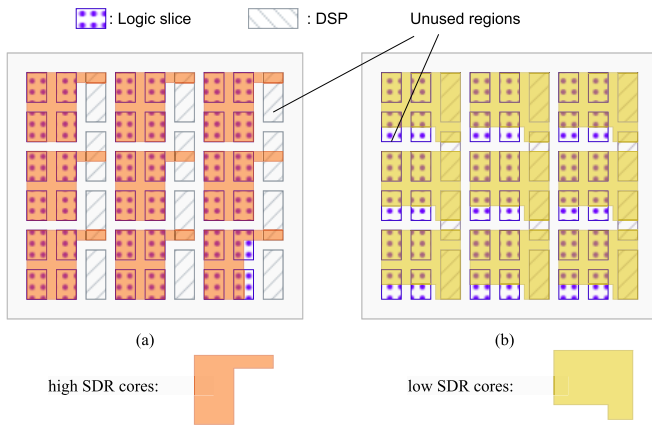 : Logic slice : DSP Unused regions
(a) (b)
high SDR cores: low SDR cores: